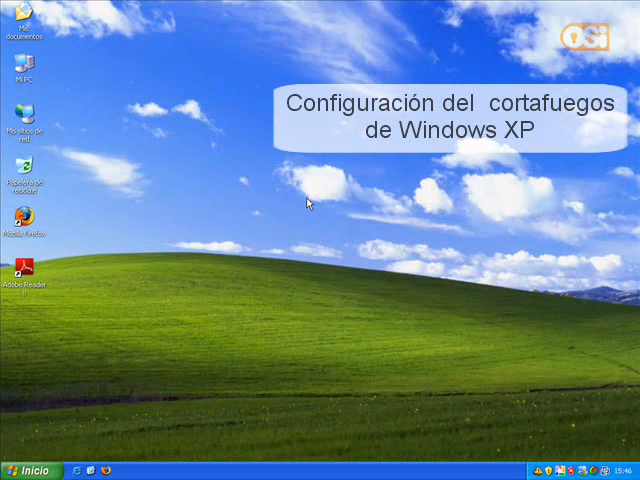 Mis
documentos
OSi
Mi PC
Configuración del cortafuegos
de Windows XP
Mis sitios de
red
Papelera de
reciclaje
Mozilla Firefox
Adobe Reader
8
Inicio
15:46